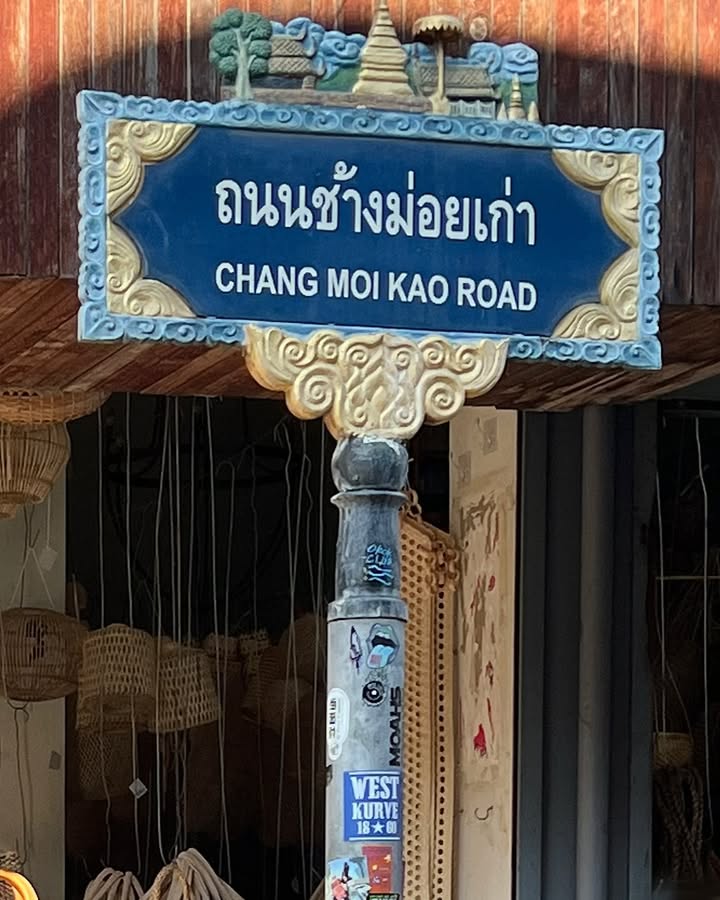 ถนนช้างม่อยเก่า
CHANG MOI KAO ROAD
MOAHS
WEST
KURVE
18★60